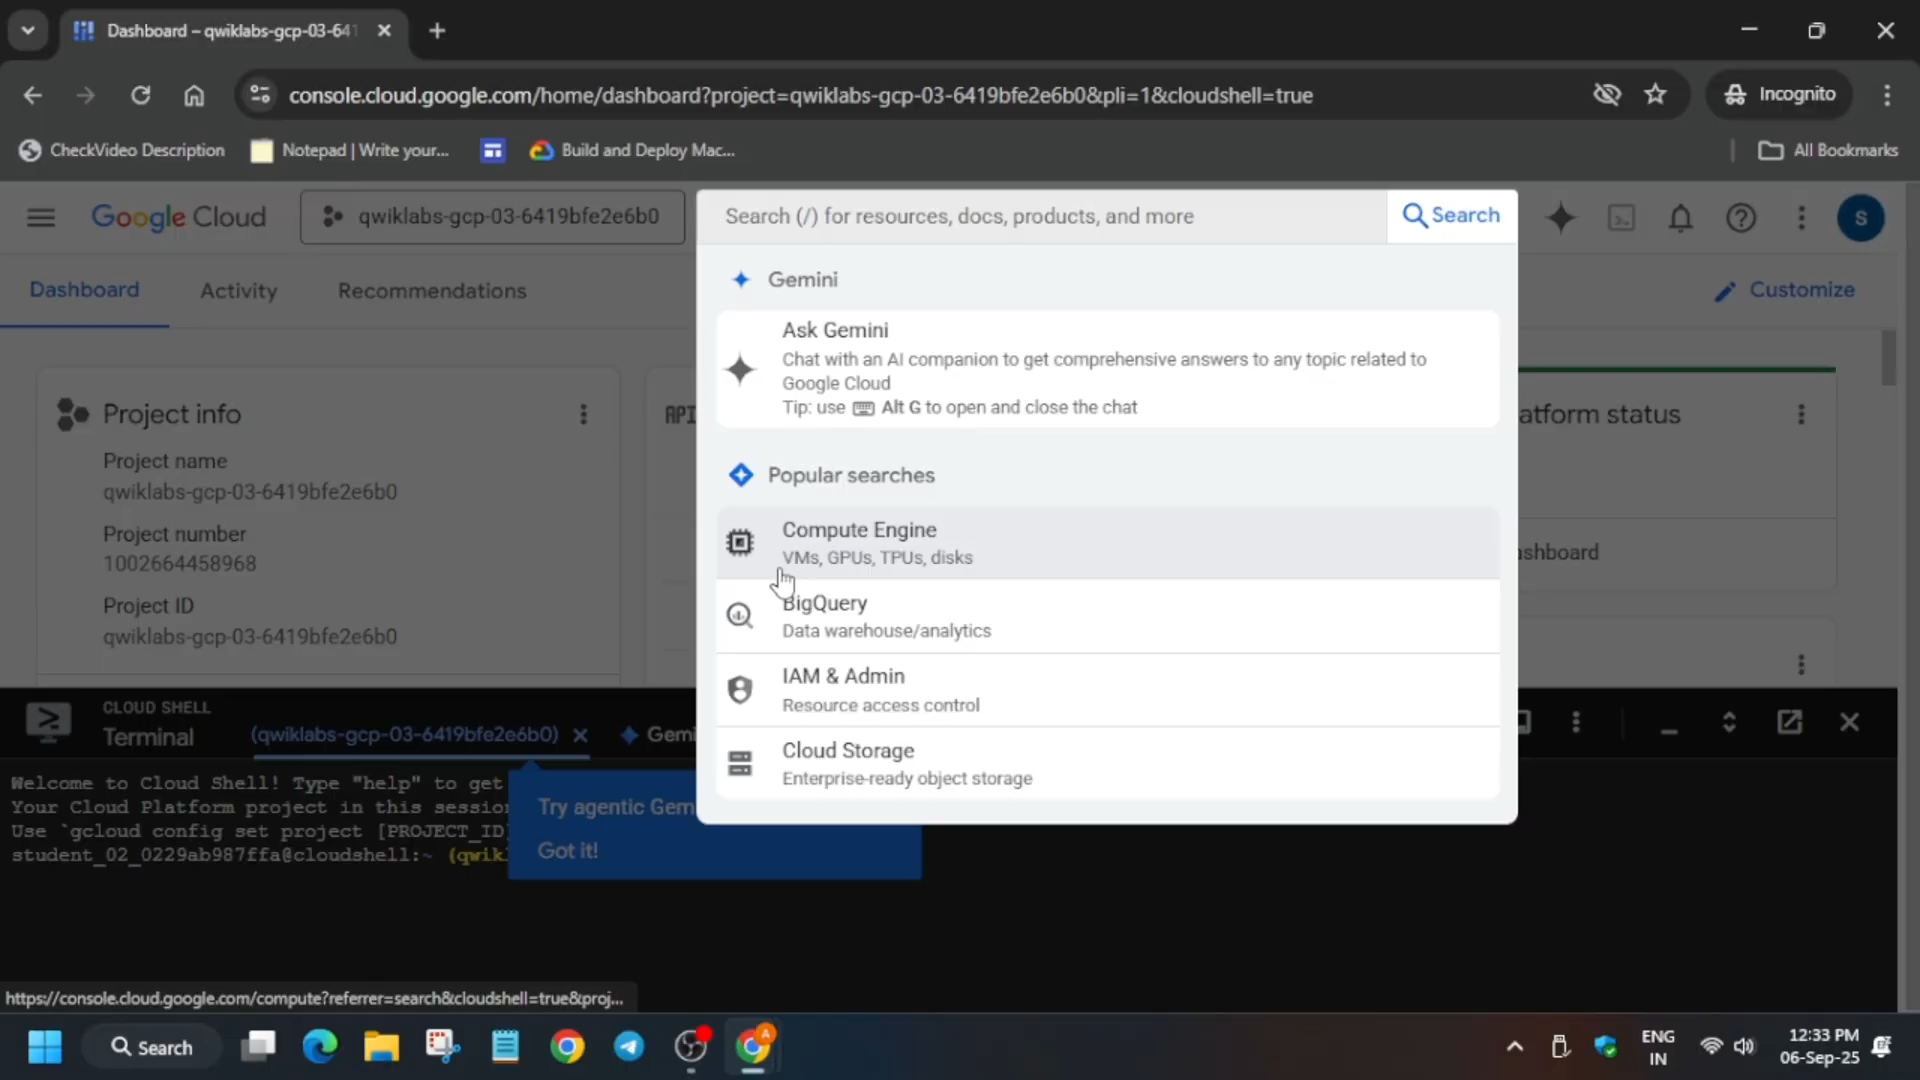 Dashboard – qwiklabs-gcp-03-641
console.cloud.google.com/home/dashboard?project=qwiklabs-gcp-03-6419bfe2e6b0&pli=1&cloudshell=true
Incognito
CheckVideo Description
Notepad | Write your...
Build and Deploy Mac...
All Bookmarks
Google Cloud
qwiklabs-gcp-03-6419bfe2e6b0
Search (/) for resources, docs, products, and more
Search
S
Dashboard
Activity
Recommendations
Customize
Gemini
Ask Gemini
Chat with an AI companion to get comprehensive answers to any topic related to
Google Cloud
Tip: use Alt G to open and close the chat
Project info
Project name
qwiklabs-gcp-03-6419bfe2e6b0
Project number
1002664458968
Project ID
qwiklabs-gcp-03-6419bfe2e6b0
API
atform status
ashboard
Popular searches
Compute Engine
VMs, GPUs, TPUs, disks
BigQuery
Data warehouse/analytics
IAM & Admin
Resource access control
Cloud Storage
Enterprise-ready object storage
CLOUD SHELL
Terminal
(qwiklabs-gcp-03-6419bfe2e6b0)
Gemi
Welcome to Cloud Shell! Type "help" to get
Your Cloud Platform project in this session
Use `gcloud config set project [PROJECT_ID]
student_02_0229ab987ffa@cloudshell:~ (qwik
Try agentic Gem
Got it!
https://console.cloud.google.com/compute?referrer=search&cloudshell=true&proj...
Search
ENG
IN
12:33 PM
06-Sep-25